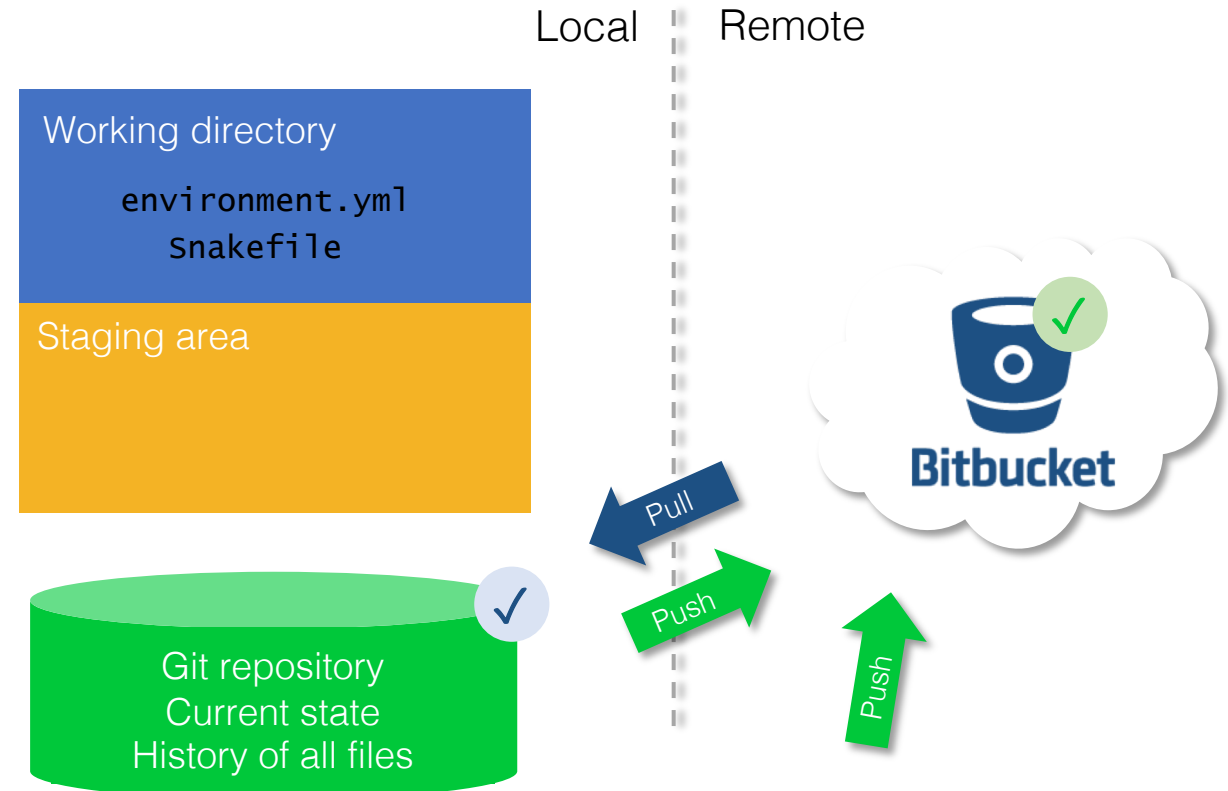 Local
Remote
Working directory
environment.yml
Snakefile
Staging area
Bitbucket
Pull
Push
Push
Git repository
Current state
History of all files